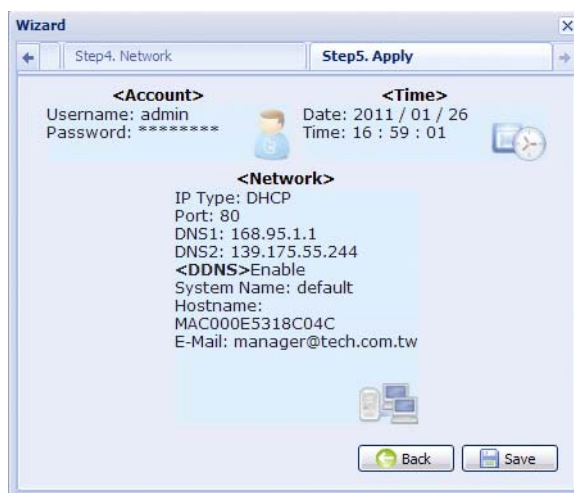 Wizard
Step4. Network
Step5. Apply
<Account>
Username: admin
Password: ********
<Time>
Date: 2011 / 01 / 26
Time: 16 : 59 : 01
<Network>
IP Type: DHCP
Port: 80
DNS1: 168.95.1.1
DNS2: 139.175.55.244
<DDNS>Enable
System Name: default
Hostname:
MAC000E5318C04C
E-Mail: manager@tech.com.tw
Back
Save